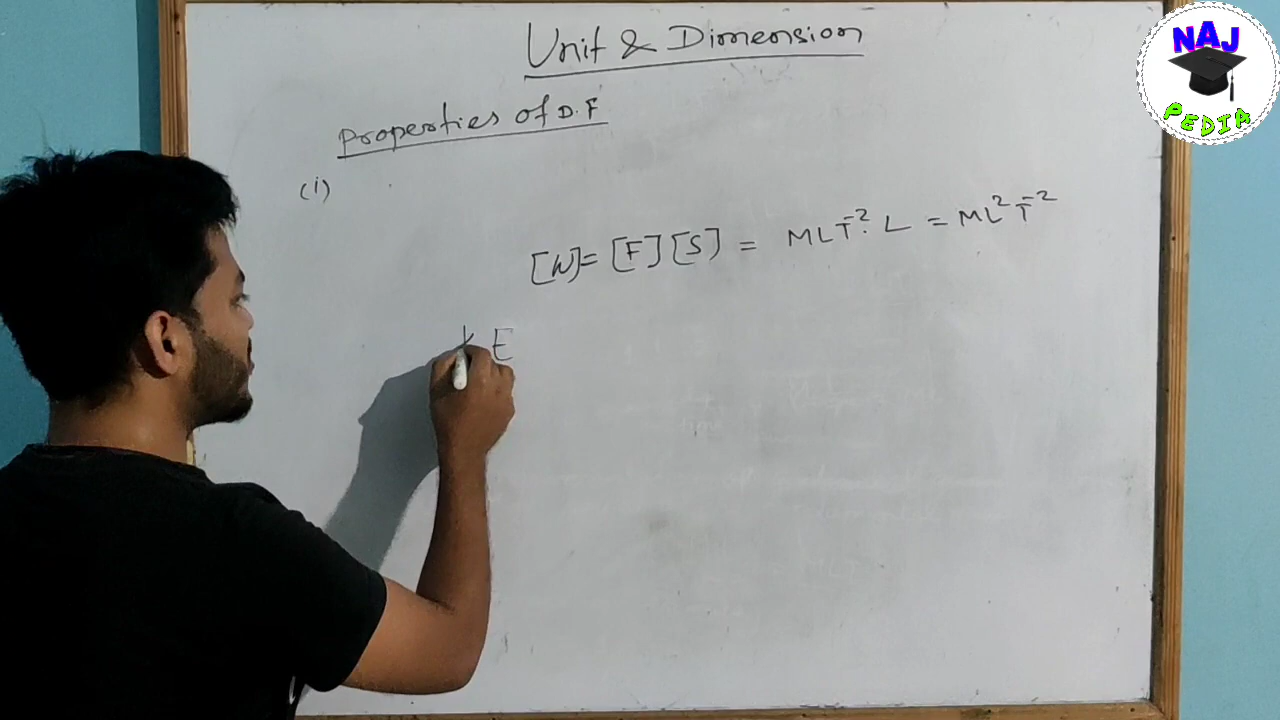 Unit & Dimension
NAJ
PEDIA
Properties of D.F
(i)
[W]= [F][S] = MLT⁻². L = ML²T⁻²
K E